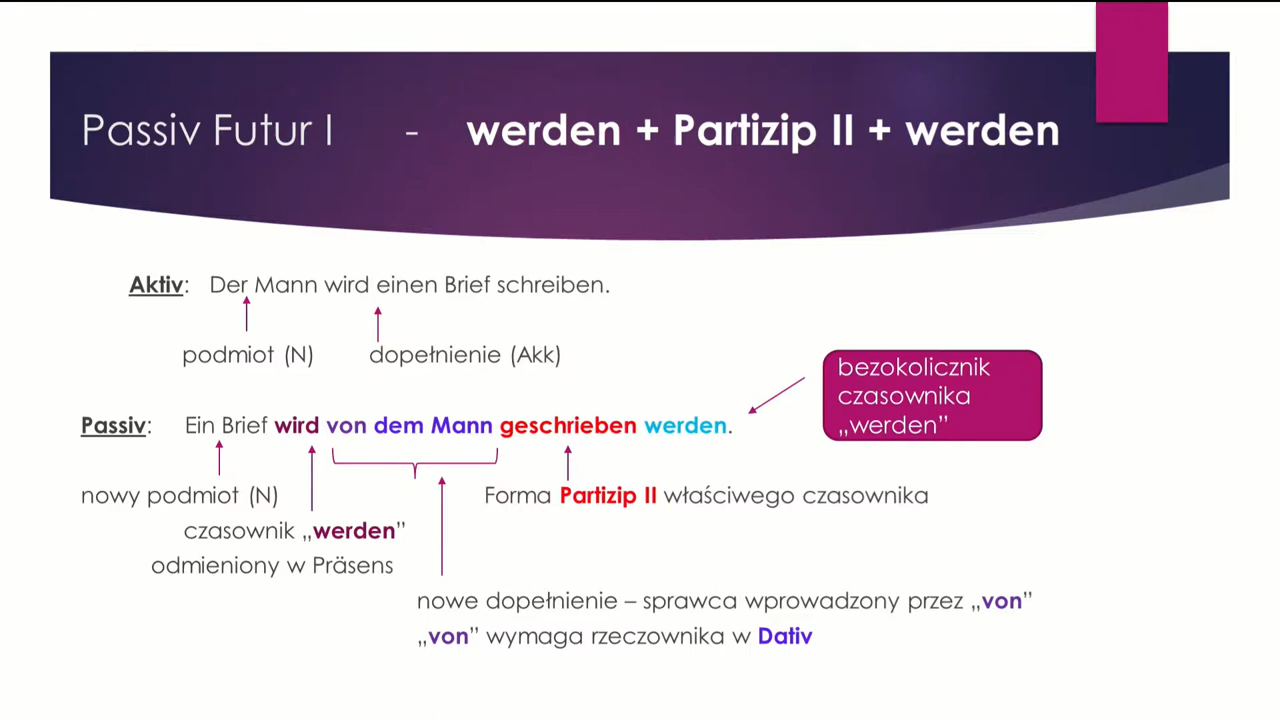 Passiv Futur I - werden + Partizip II + werden
Aktiv: Der Mann wird einen Brief schreiben.
podmiot (N) dopełnienie (Akk)
bezokolicznik
czasownika
„werden”
Passiv: Ein Brief wird von dem Mann geschrieben werden.
nowy podmiot (N) Forma Partizip II właściwego czasownika
czasownik „werden”
odmieniony w Präsens
nowe dopełnienie – sprawca wprowadzony przez „von”
„von” wymaga rzeczownika w Dativ